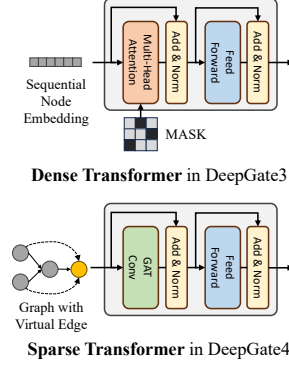 Multi-Head
Attention
Add & Norm
Feed
Forward
Add & Norm
Sequential
Node
Embedding
MASK
Dense Transformer in DeepGate3
GAT
Conv
Add & Norm
Feed
Forward
Add & Norm
Graph with
Virtual Edge
Sparse Transformer in DeepGate4